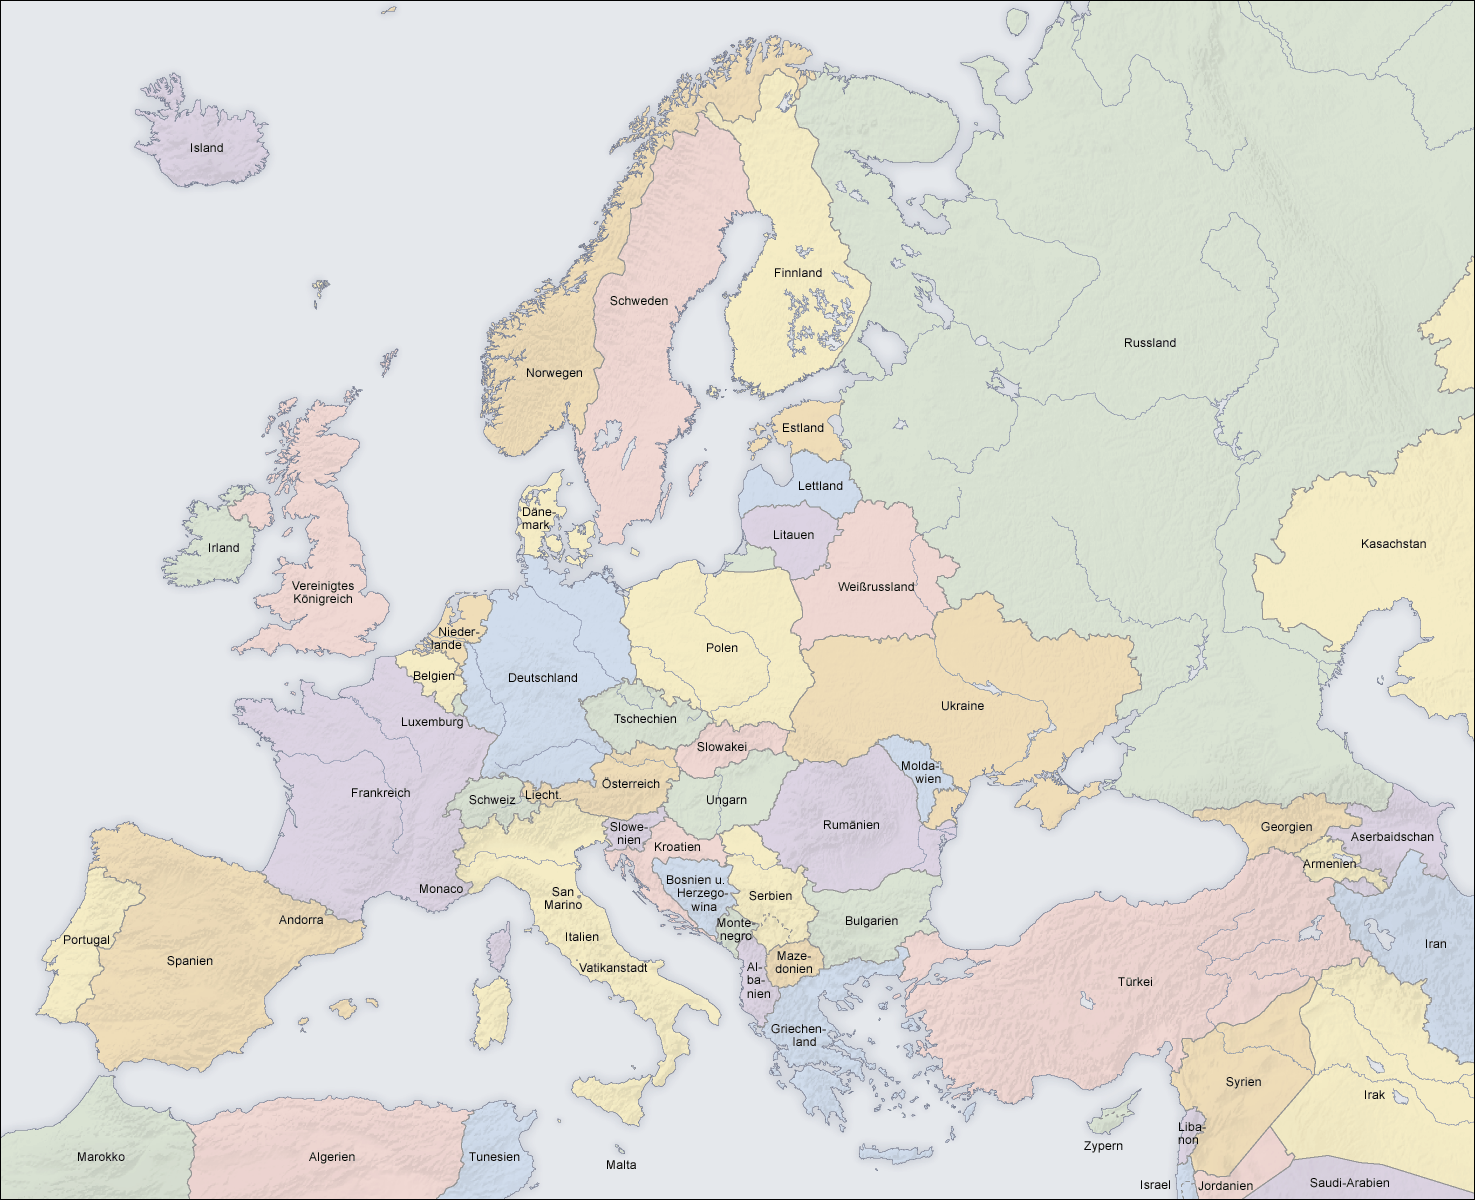 Island
Finnland
Schweden
Russland
Norwegen
Estland
Lettland
Däne-
mark
Litauen
Irland
Kasachstan
Vereinigtes
Königreich
Weißrussland
Nieder-
lande
Polen
Belgien
Deutschland
Ukraine
Luxemburg
Tschechien
Slowakei
Molda-
wien
Österreich
Frankreich
Liecht.
Schweiz
Ungarn
Rumänien
Georgien
Slowe-
nien
Aserbaidschan
Kroatien
Armenien
Bosnien u.
Herzego-
wina
Monaco
San
Marino
Serbien
Andorra
Monte-
negro
Bulgarien
Portugal
Italien
Iran
Spanien
Vatikanstadt
Maze-
donien
Al-
ba-
nien
Türkei
Griechen-
land
Syrien
Irak
Liba-
non
Zypern
Marokko
Algerien
Tunesien
Malta
Israel
Jordanien
Saudi-Arabien